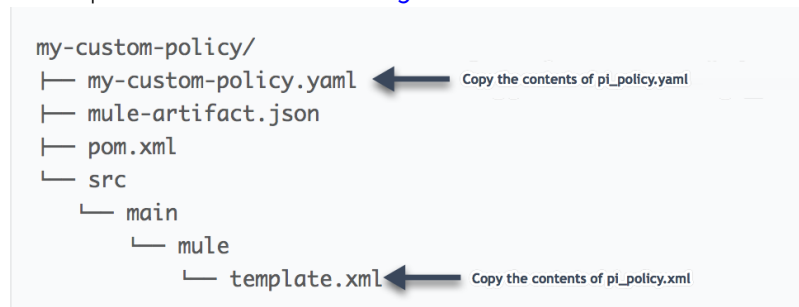 my-custom-policy/
├── my-custom-policy.yaml Copy the contents of pi_policy.yaml
├── mule-artifact.json
├── pom.xml
└── src
└── main
└── mule
└── template.xml Copy the contents of pi_policy.xml